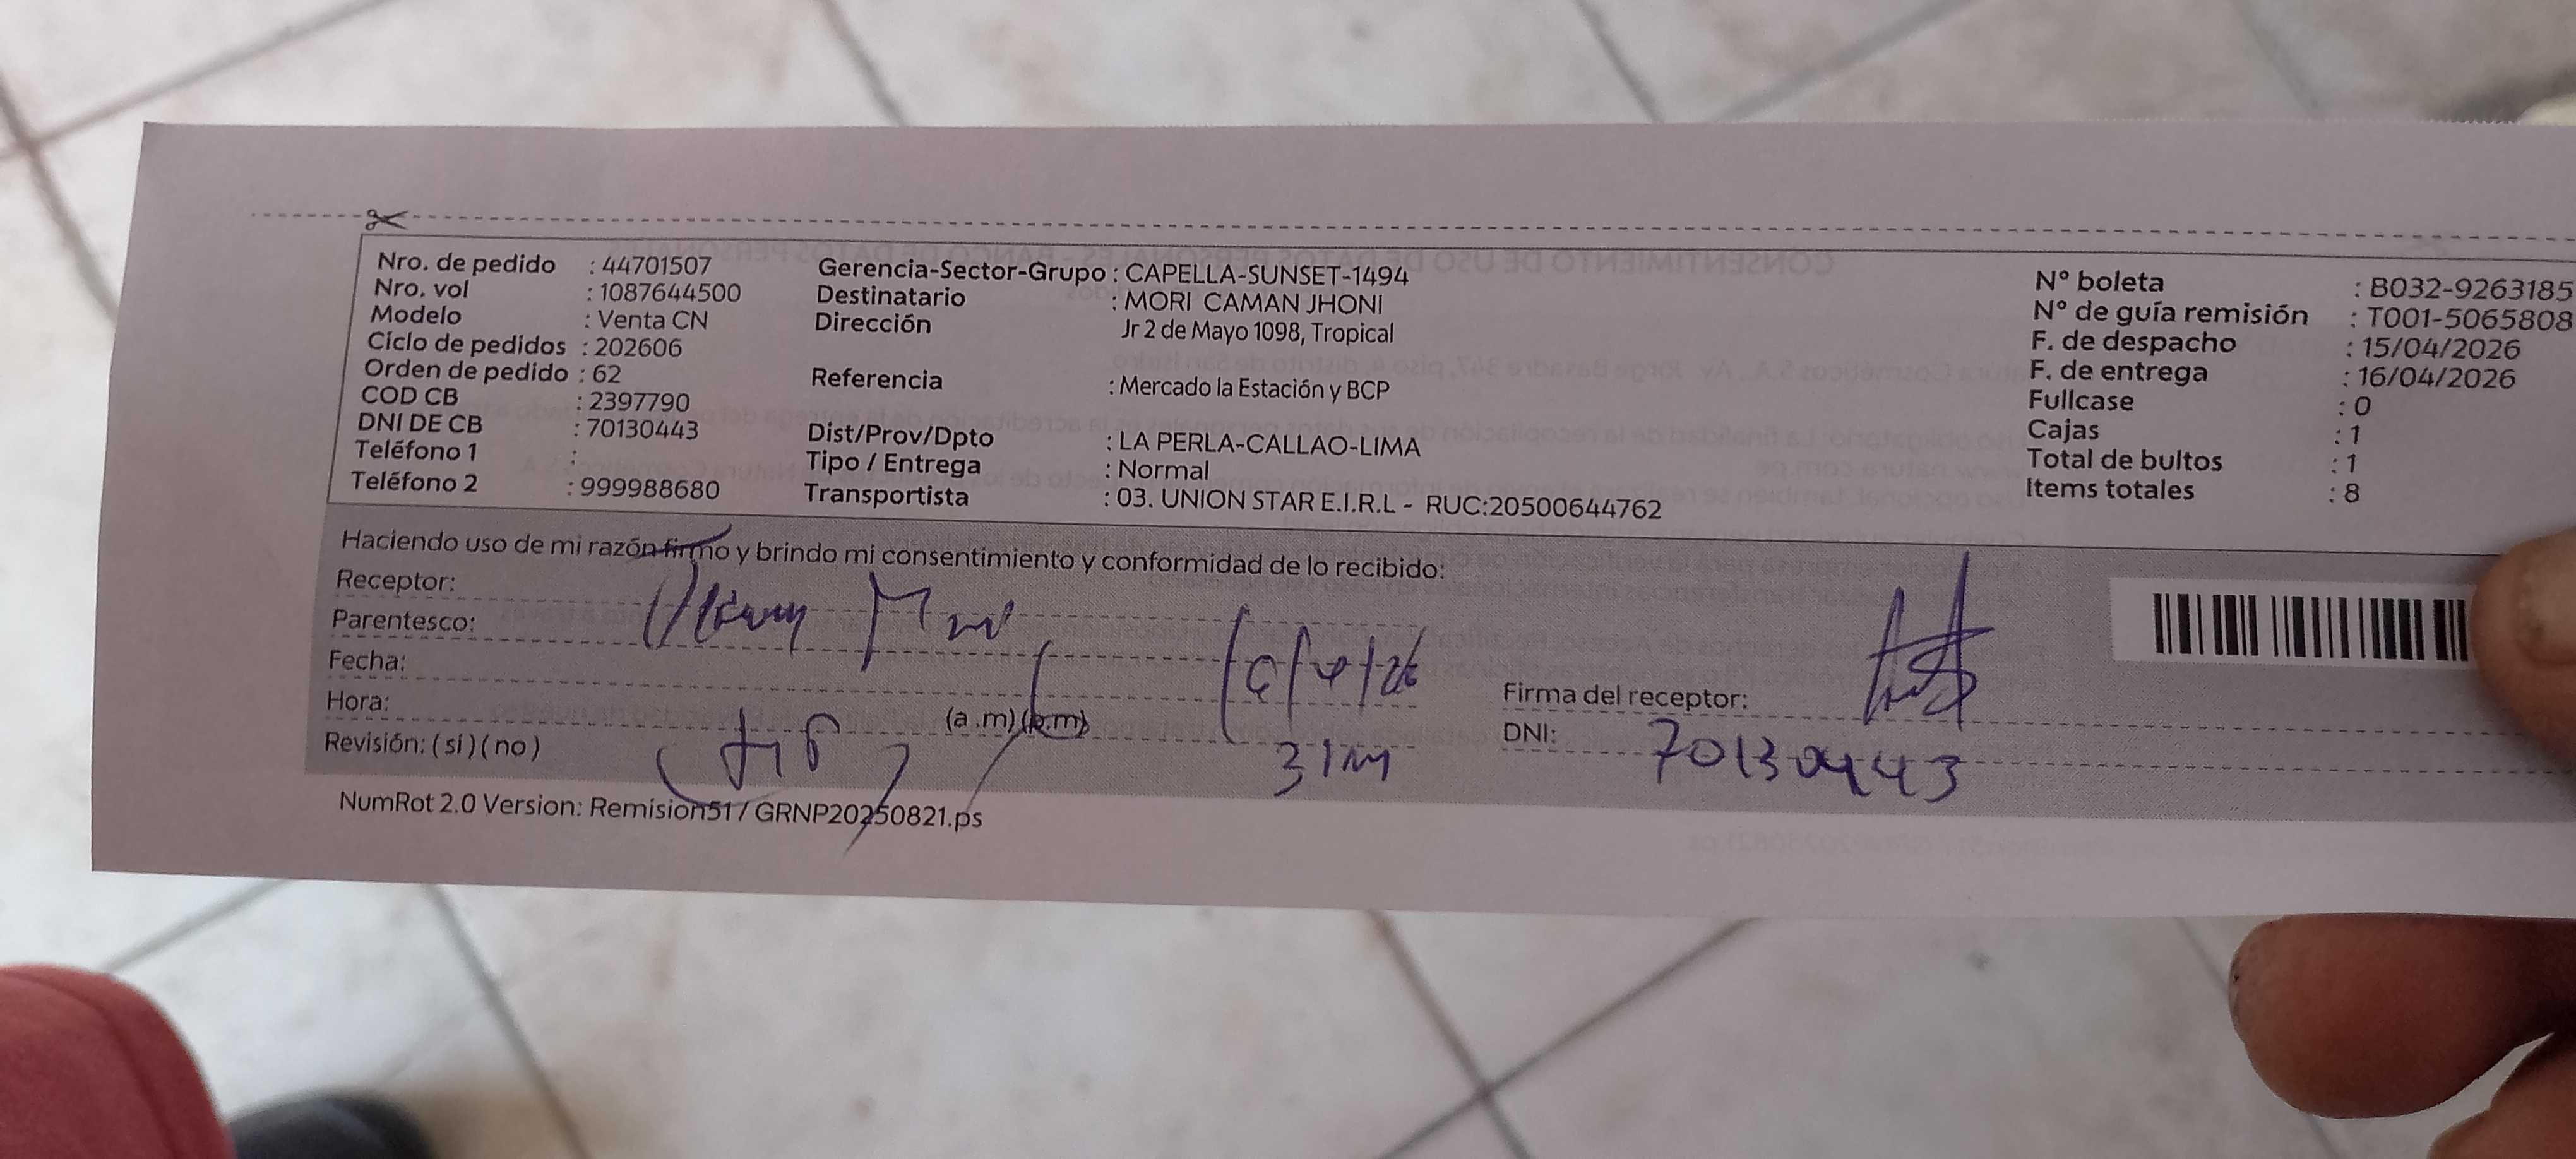 Nro. de pedido : 44701507
Nro. vol : 1087644500
Modelo : Venta CN
Ciclo de pedidos : 202606
Orden de pedido : 62
COD CB : 2397790
DNI DE CB : 70130443
Teléfono 1 :
Teléfono 2 : 999988680
Gerencia-Sector-Grupo : CAPELLA-SUNSET-1494
Destinatario : MORI CAMAN JHONI
Dirección Jr 2 de Mayo 1098, Tropical
Referencia : Mercado la Estación y BCP
Dist/Prov/Dpto : LA PERLA-CALLAO-LIMA
Tipo / Entrega : Normal
Transportista : 03. UNION STAR E.I.R.L - RUC:20500644762
N° boleta : B032-9263185
N° de guía remisión : T001-5065808
F. de despacho : 15/04/2026
F. de entrega : 16/04/2026
Fullcase : 0
Cajas : 1
Total de bultos : 1
Items totales : 8
Haciendo uso de mi razón firmo y brindo mi consentimiento y conformidad de lo recibido:
Receptor:
Parentesco:
Fecha:
Hora: (a .m) (p.m)
Revisión: ( si ) ( no )
Firma del receptor:
DNI: 70130443
NumRot 2.0 Version: Remision51 / GRNP20250821.ps